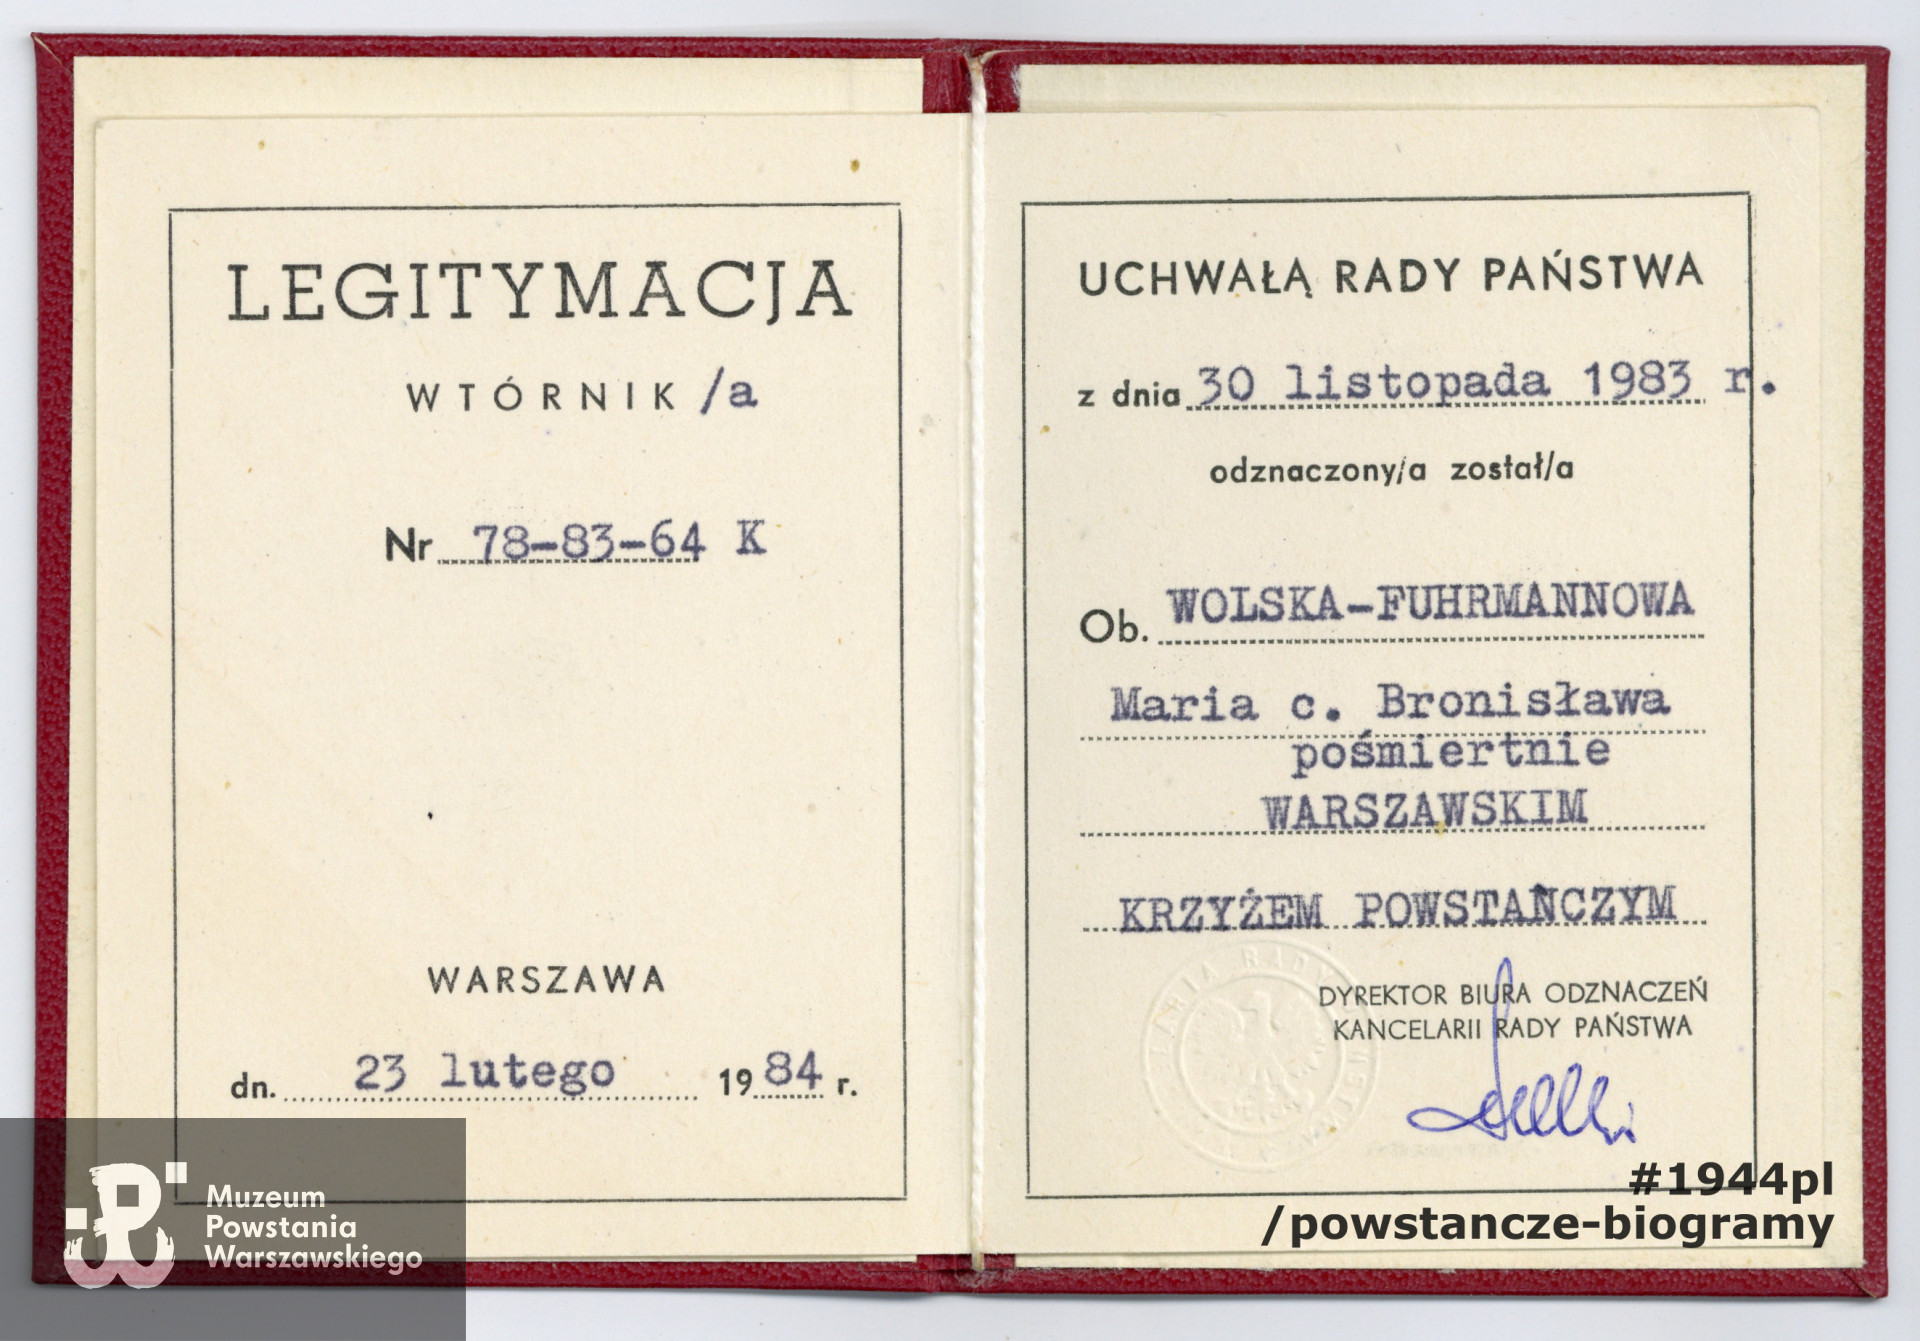 LEGITYMACJA
WTÓRNIK /a
Nr 78-83-64 K
WARSZAWA
dn. 23 lutego 1984 r.
UCHWAŁĄ RADY PAŃSTWA
z dnia 30 listopada 1983 r.
odznaczony/a został/a
Ob. WOLSKA-FUHRMANNOWA
Maria c. Bronisława
pośmiertnie
WARSZAWSKIM
KRZYŻEM POWSTAŃCZYM
DYREKTOR BIURA ODZNACZEŃ
KANCELARII RADY PAŃSTWA
Muzeum
Powstania
Warszawskiego
#1944pl
/powstancze-biogramy